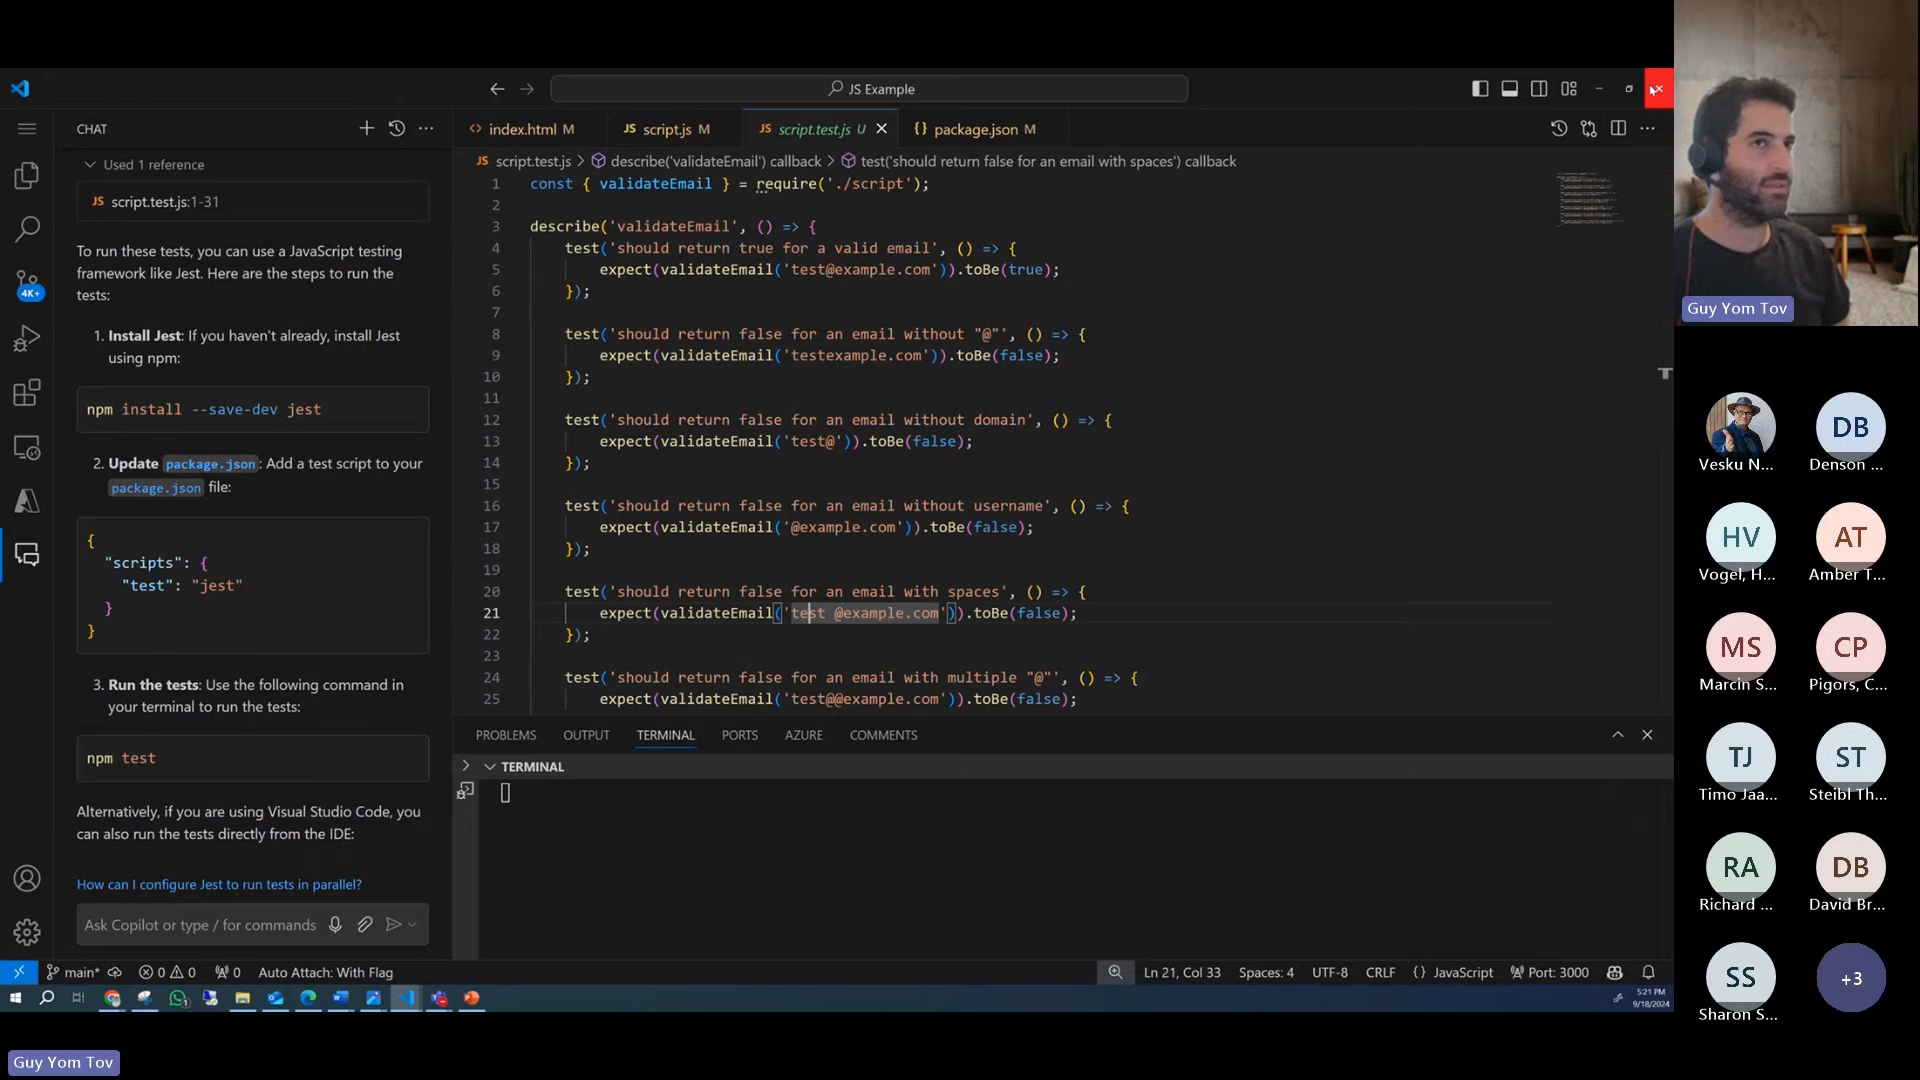 JS Example
CHAT
Used 1 reference
JS script.test.js:1-31
To run these tests, you can use a JavaScript testing
framework like Jest. Here are the steps to run the
tests:
1. Install Jest: If you haven't already, install Jest
using npm:
npm install --save-dev jest
2. Update package.json: Add a test script to your
package.json file:
{
"scripts": {
"test": "jest"
}
}
3. Run the tests: Use the following command in
your terminal to run the tests:
npm test
Alternatively, if you are using Visual Studio Code, you
can also run the tests directly from the IDE:
How can I configure Jest to run tests in parallel?
Ask Copilot or type / for commands
4K+
index.html M
JS script.js M
JS script.test.js U
{} package.json M
JS script.test.js > describe('validateEmail') callback > test('should return false for an email with spaces') callback
1 const { validateEmail } = require('./script');
2
3 describe('validateEmail', () => {
4 test('should return true for a valid email', () => {
5 expect(validateEmail('test@example.com')).toBe(true);
6 });
7
8 test('should return false for an email without "@"', () => {
9 expect(validateEmail('testexample.com')).toBe(false);
10 });
11
12 test('should return false for an email without domain', () => {
13 expect(validateEmail('test@')).toBe(false);
14 });
15
16 test('should return false for an email without username', () => {
17 expect(validateEmail('@example.com')).toBe(false);
18 });
19
20 test('should return false for an email with spaces', () => {
21 expect(validateEmail('test @example.com')).toBe(false);
22 });
23
24 test('should return false for an email with multiple "@"', () => {
25 expect(validateEmail('test@@example.com')).toBe(false);
PROBLEMS OUTPUT TERMINAL PORTS AZURE COMMENTS
TERMINAL
main* 0 0 0 Auto Attach: With Flag
Ln 21, Col 33 Spaces: 4 UTF-8 CRLF {} JavaScript Port: 3000
5:21 PM
9/18/2024
Guy Yom Tov
Guy Yom Tov
Vesku N...
DB
Denson ...
HV
Vogel, H...
AT
Amber T...
MS
Marcin S...
CP
Pigors, C...
TJ
Timo Jaa...
ST
Steibl Th...
RA
Richard ...
DB
David Br...
SS
Sharon S...
+3